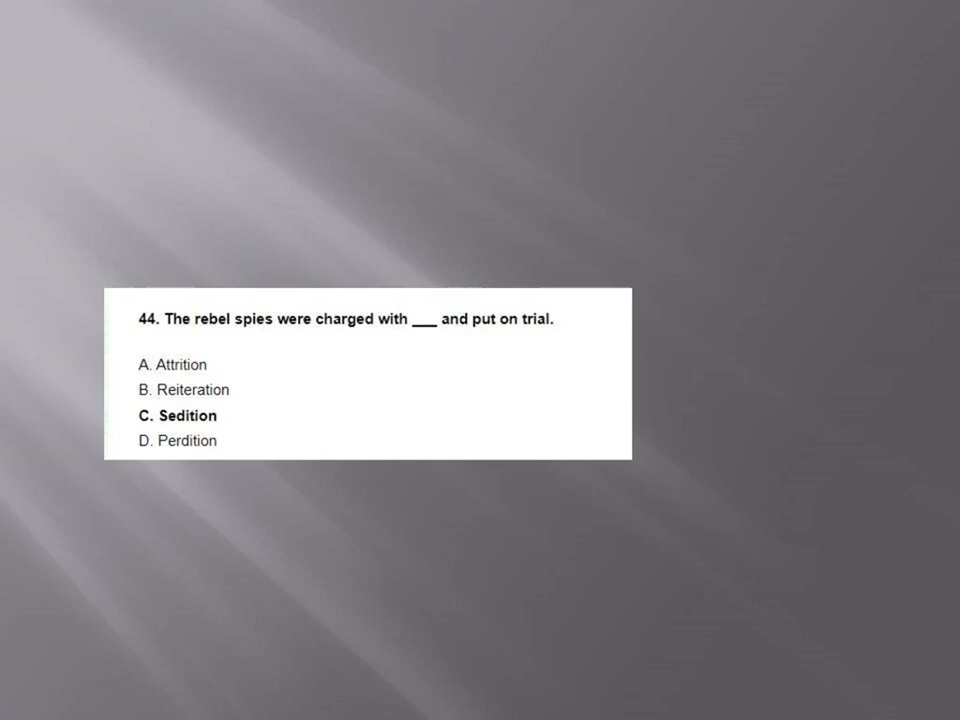 44. The rebel spies were charged with ___ and put on trial.
A. Attrition
B. Reiteration
C. Sedition
D. Perdition